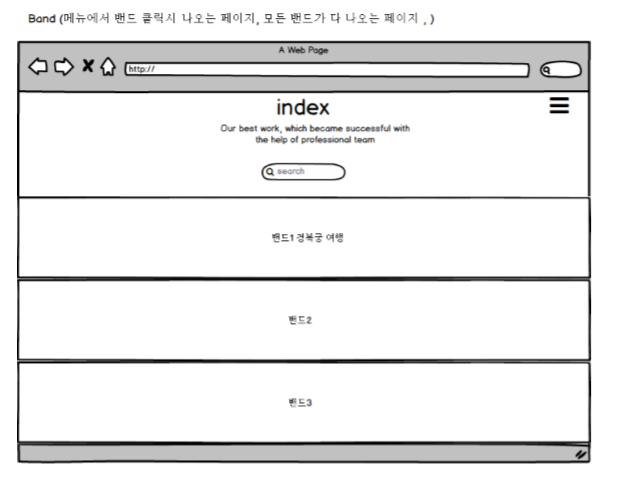 Band (메뉴에서 밴드 클릭시 나오는 페이지, 모든 밴드가 다 나오는 페이지 , )
A Web Page
http://
index
Our best work, which became successful with
the help of professional team
search
밴드1 경복궁 여행
밴드2
밴드3